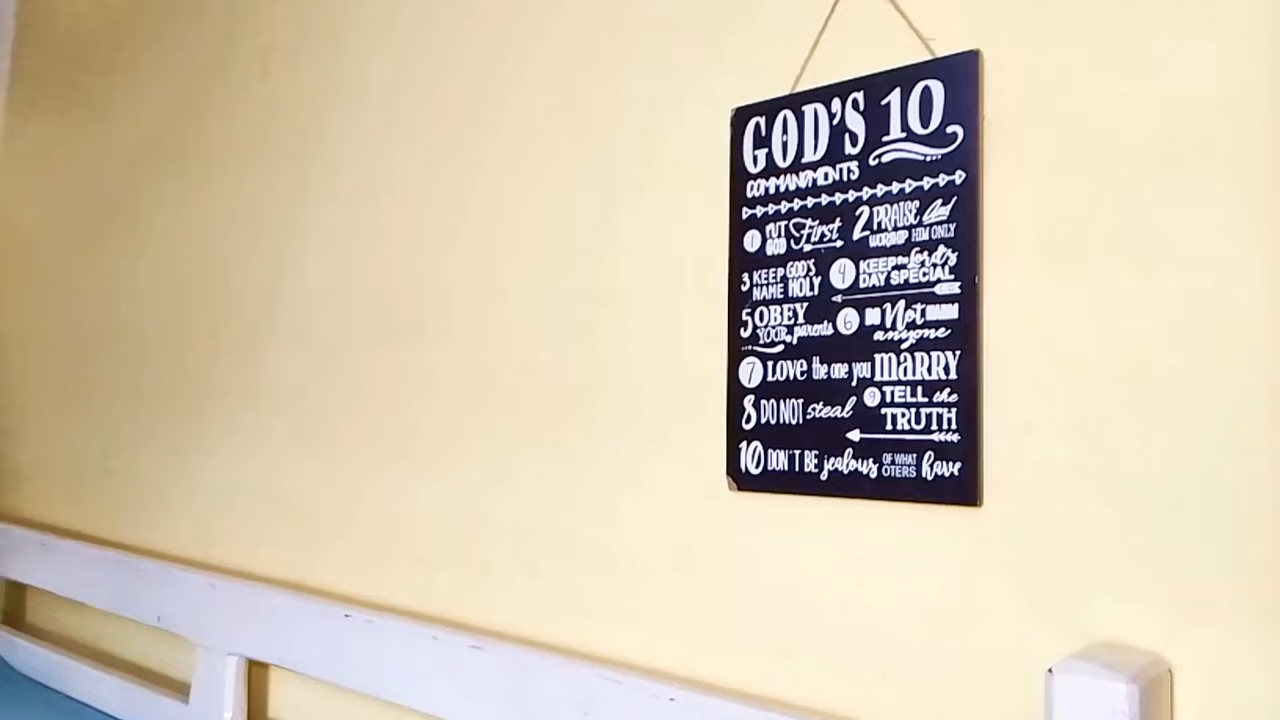 GOD'S 10
COMMANDMENTS
1 PUT GOD First
2 PRAISE And WORSHIP HIM ONLY
3 KEEP GOD'S NAME HOLY
4 KEEP the Lord's DAY SPECIAL
5 OBEY YOUR parents
6 DO Not HARM anyone
7 LOVE the one you MARRY
8 DO NOT steal
9 TELL the TRUTH
10 DON'T BE jealous OF WHAT OTERS have